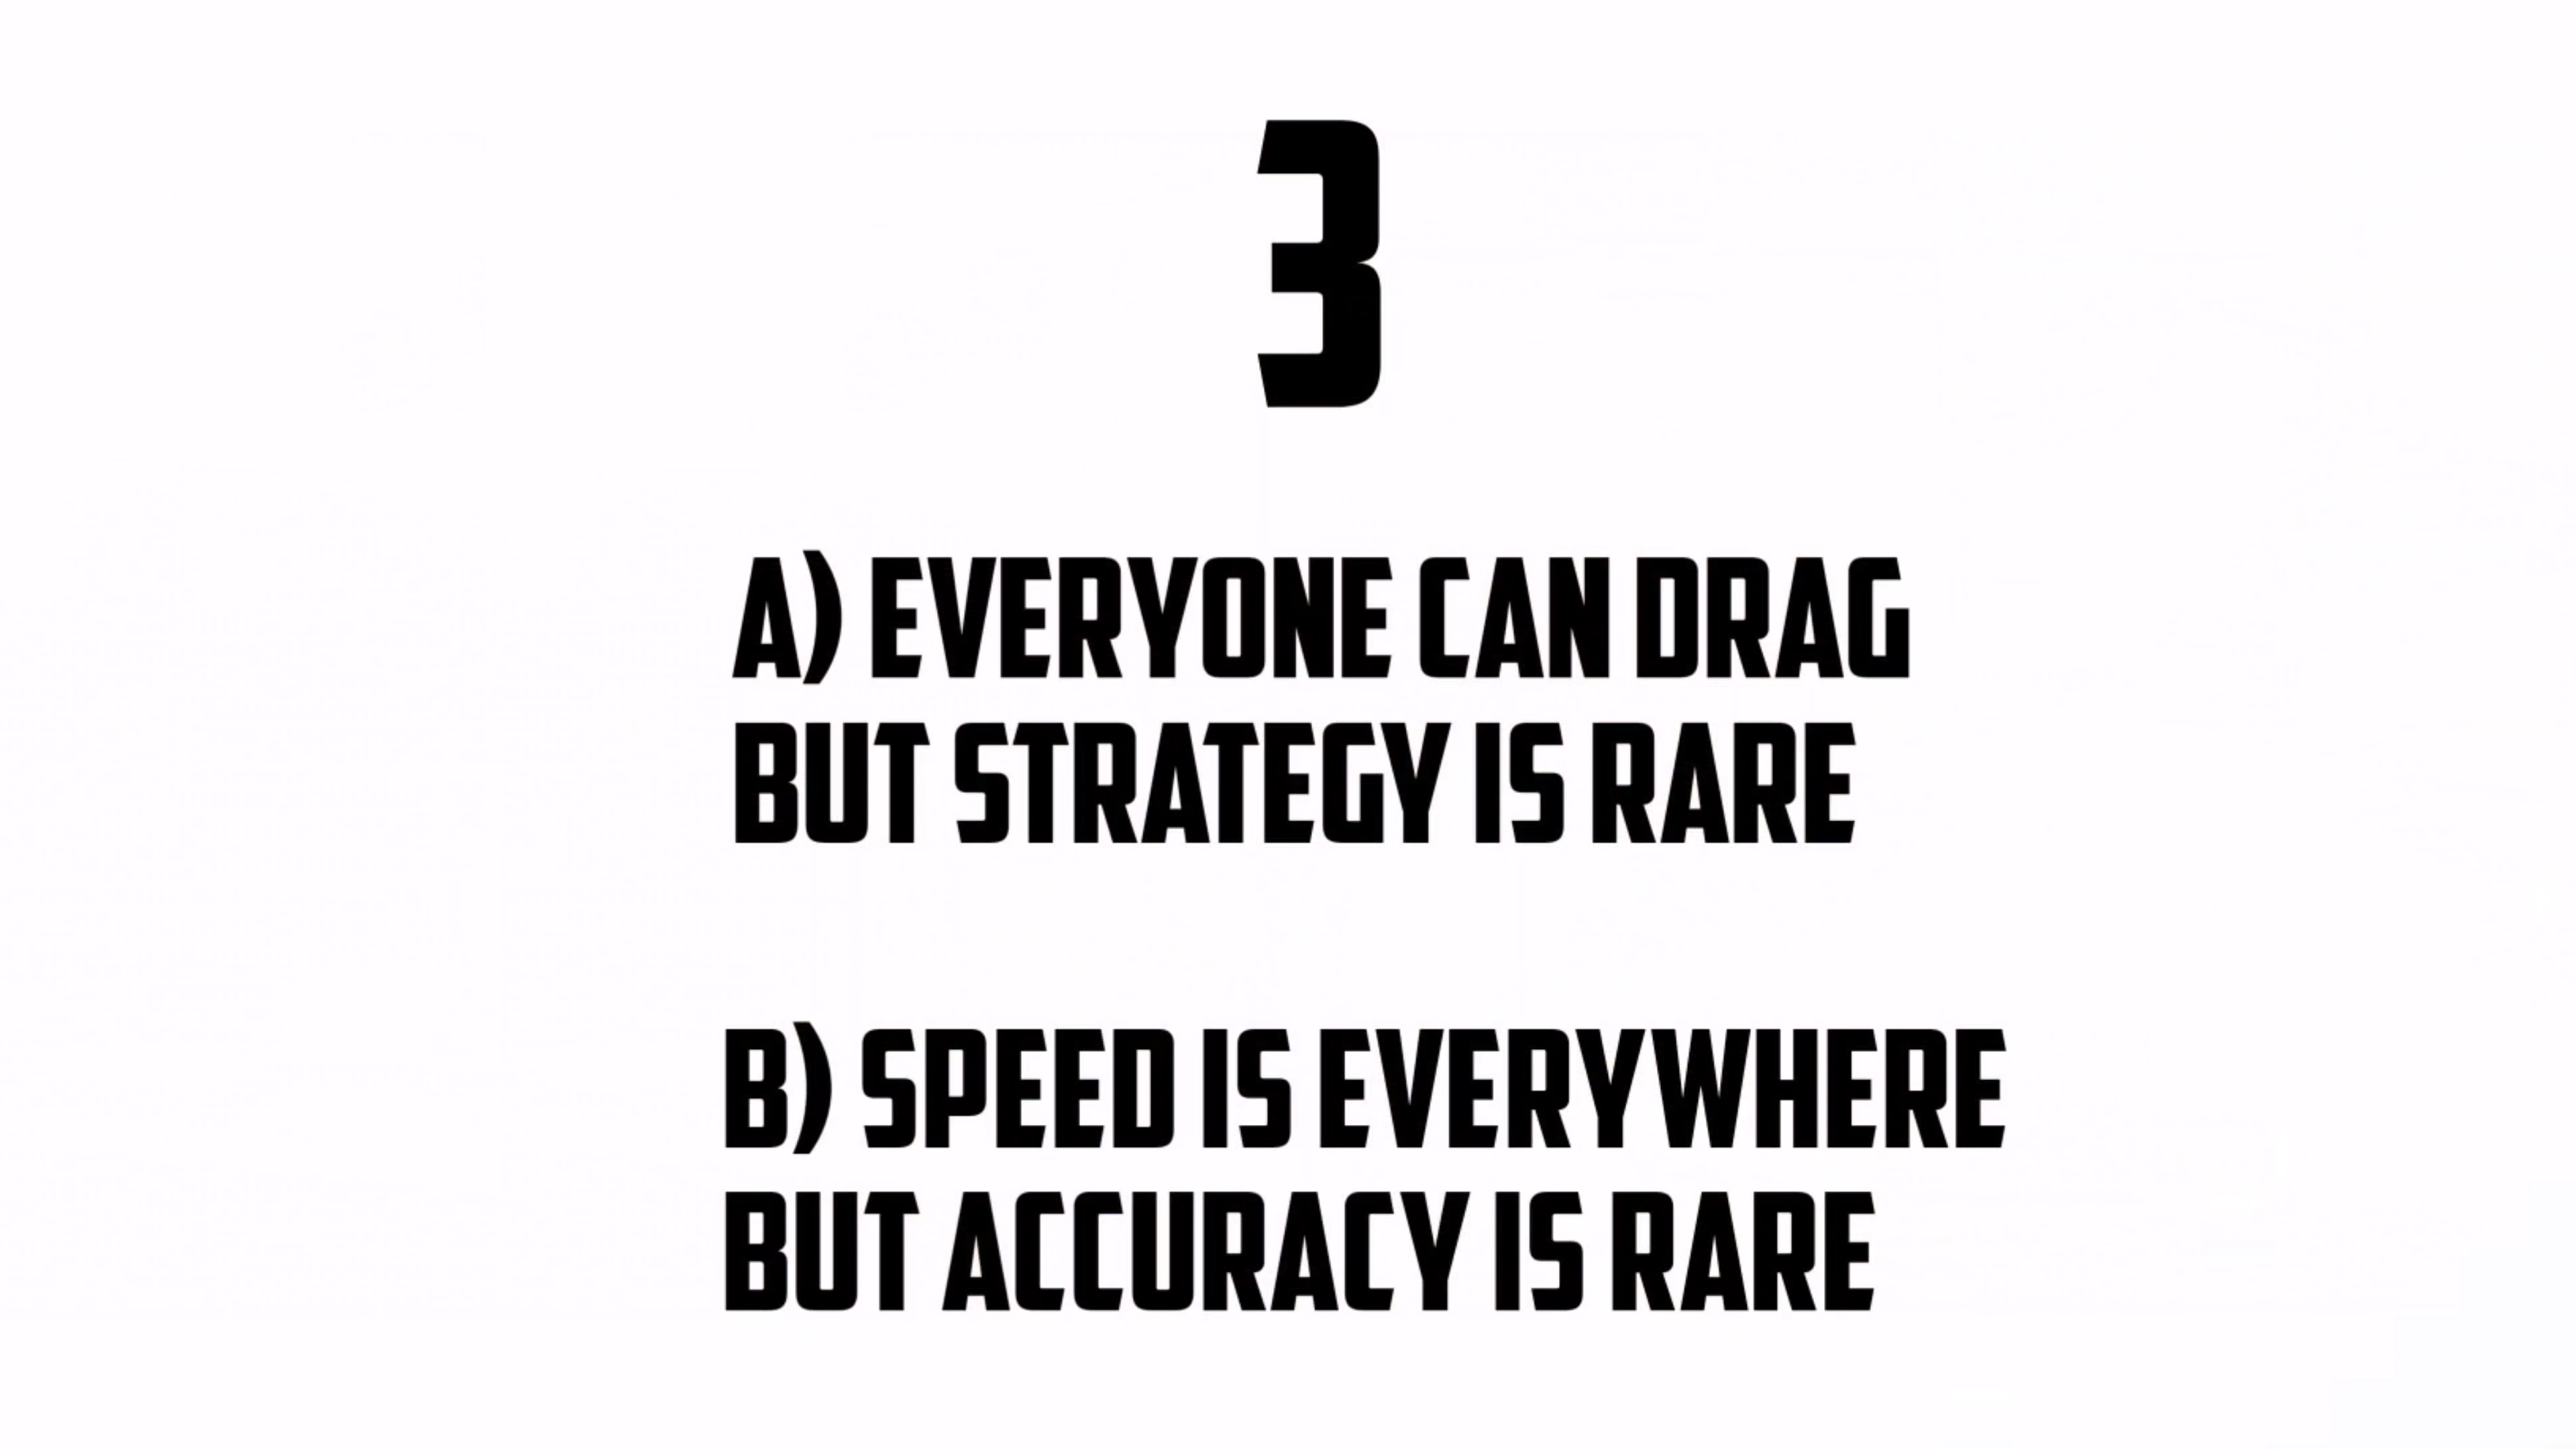 3
A) EVERYONE CAN DRAG
BUT STRATEGY IS RARE
B) SPEED IS EVERYWHERE
BUT ACCURACY IS RARE